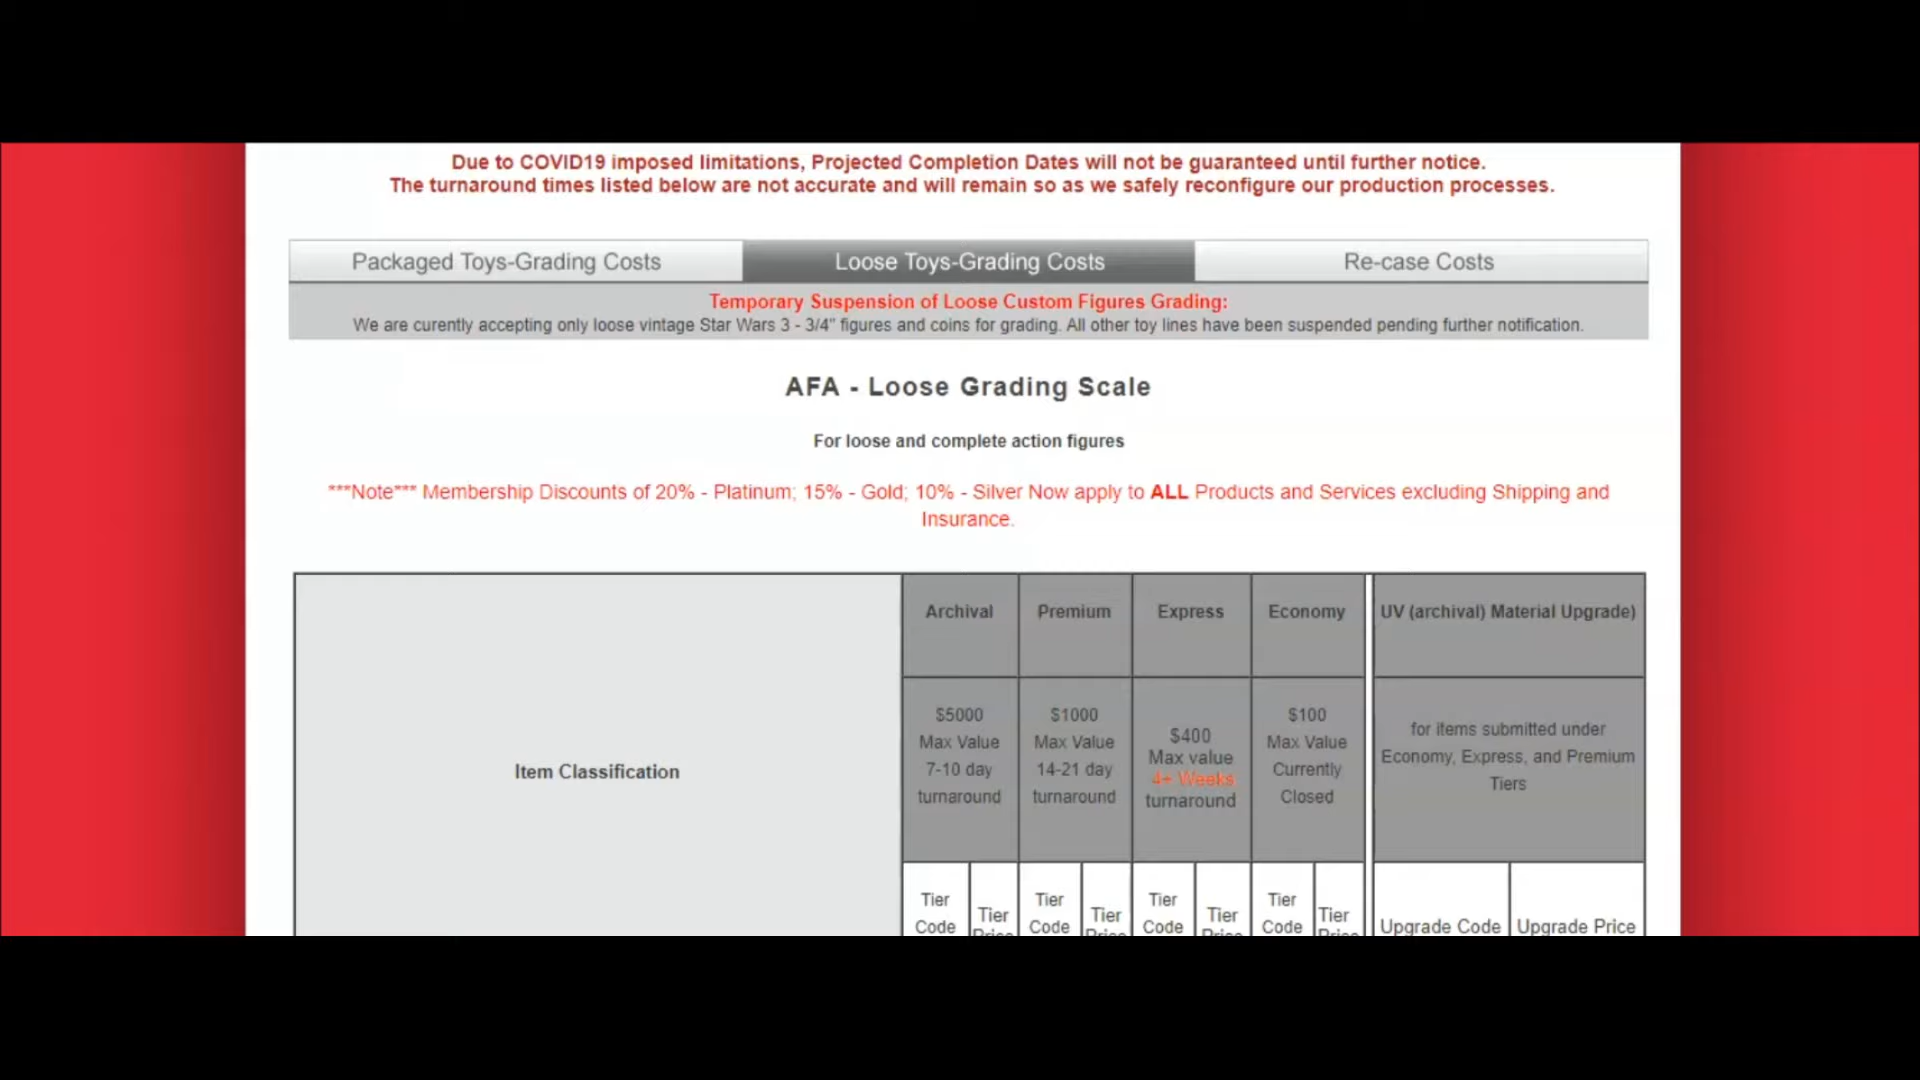 Due to COVID19 imposed limitations, Projected Completion Dates will not be guaranteed until further notice.
The turnaround times listed below are not accurate and will remain so as we safely reconfigure our production processes.
Packaged Toys-Grading Costs
Loose Toys-Grading Costs
Re-case Costs
Temporary Suspension of Loose Custom Figures Grading:
We are curently accepting only loose vintage Star Wars 3 - 3/4" figures and coins for grading. All other toy lines have been suspended pending further notification.
AFA - Loose Grading Scale
For loose and complete action figures
***Note*** Membership Discounts of 20% - Platinum; 15% - Gold; 10% - Silver Now apply to ALL Products and Services excluding Shipping and
Insurance.
Item Classification
Archival
Premium
Express
Economy
UV (archival) Material Upgrade)
$5000
Max Value
7-10 day
turnaround
$1000
Max Value
14-21 day
turnaround
$400
Max value
4+ Weeks
turnaround
$100
Max Value
Currently
Closed
for items submitted under
Economy, Express, and Premium
Tiers
Tier
Code
Tier
Price
Tier
Code
Tier
Price
Tier
Code
Tier
Price
Tier
Code
Tier
Price
Upgrade Code
Upgrade Price